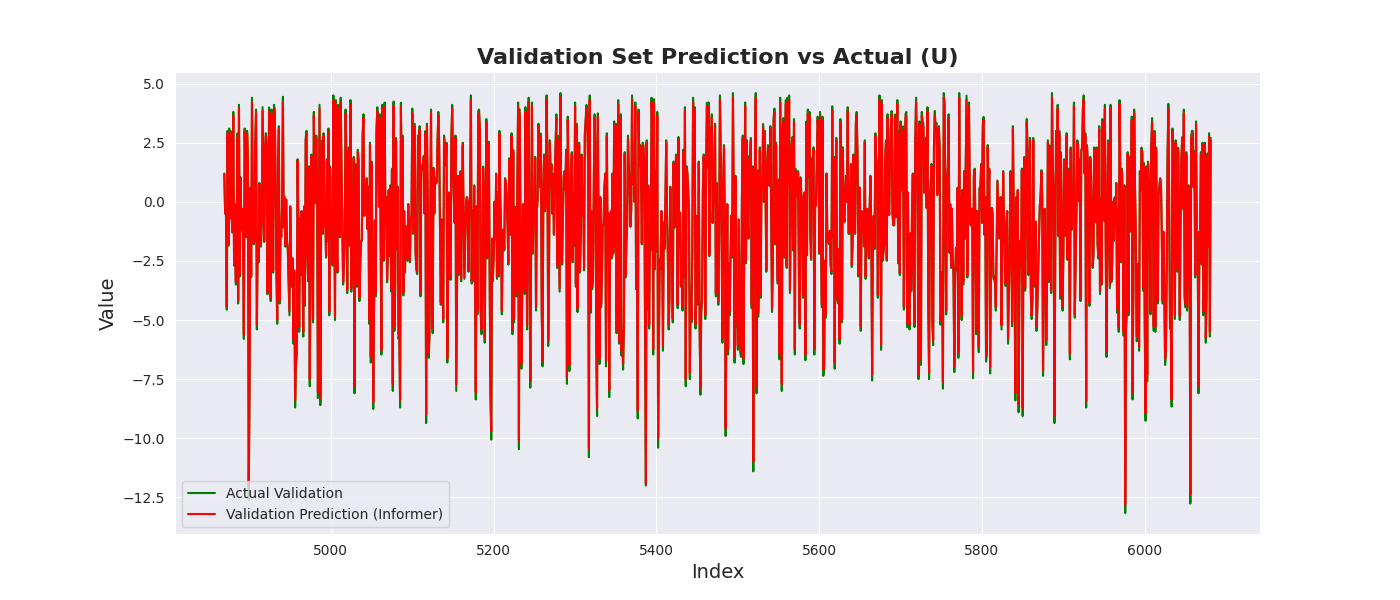 Validation Set Prediction vs Actual (U)
5.0
2.5
0.0
−2.5
−5.0
−7.5
−10.0
−12.5
Value
Actual Validation
Validation Prediction (Informer)
5000
5200
5400
5600
5800
6000
Index